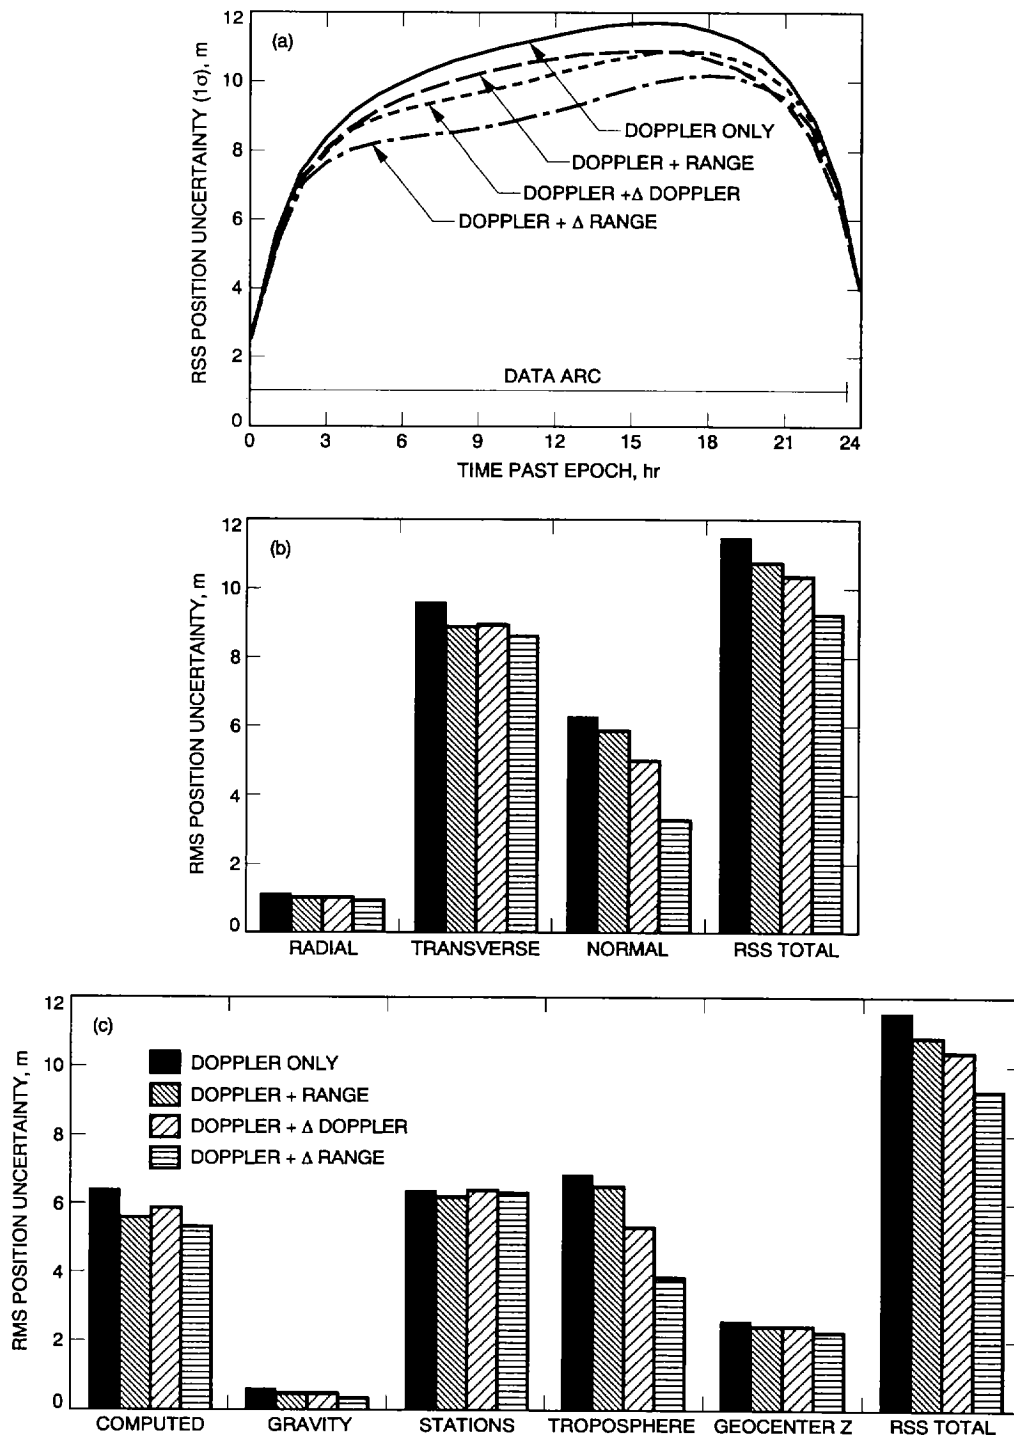 (a)
RSS POSITION UNCERTAINTY (1σ), m
12
10
8
6
4
2
0
DOPPLER ONLY
DOPPLER + RANGE
DOPPLER +Δ DOPPLER
DOPPLER + Δ RANGE
DATA ARC
0 3 6 9 12 15 18 21 24
TIME PAST EPOCH, hr
(b)
RMS POSITION UNCERTAINTY, m
12
10
8
6
4
2
0
RADIAL TRANSVERSE NORMAL RSS TOTAL
(c)
RMS POSITION UNCERTAINTY, m
12
10
8
6
4
2
0
DOPPLER ONLY
DOPPLER + RANGE
DOPPLER + Δ DOPPLER
DOPPLER + Δ RANGE
COMPUTED GRAVITY STATIONS TROPOSPHERE GEOCENTER Z RSS TOTAL